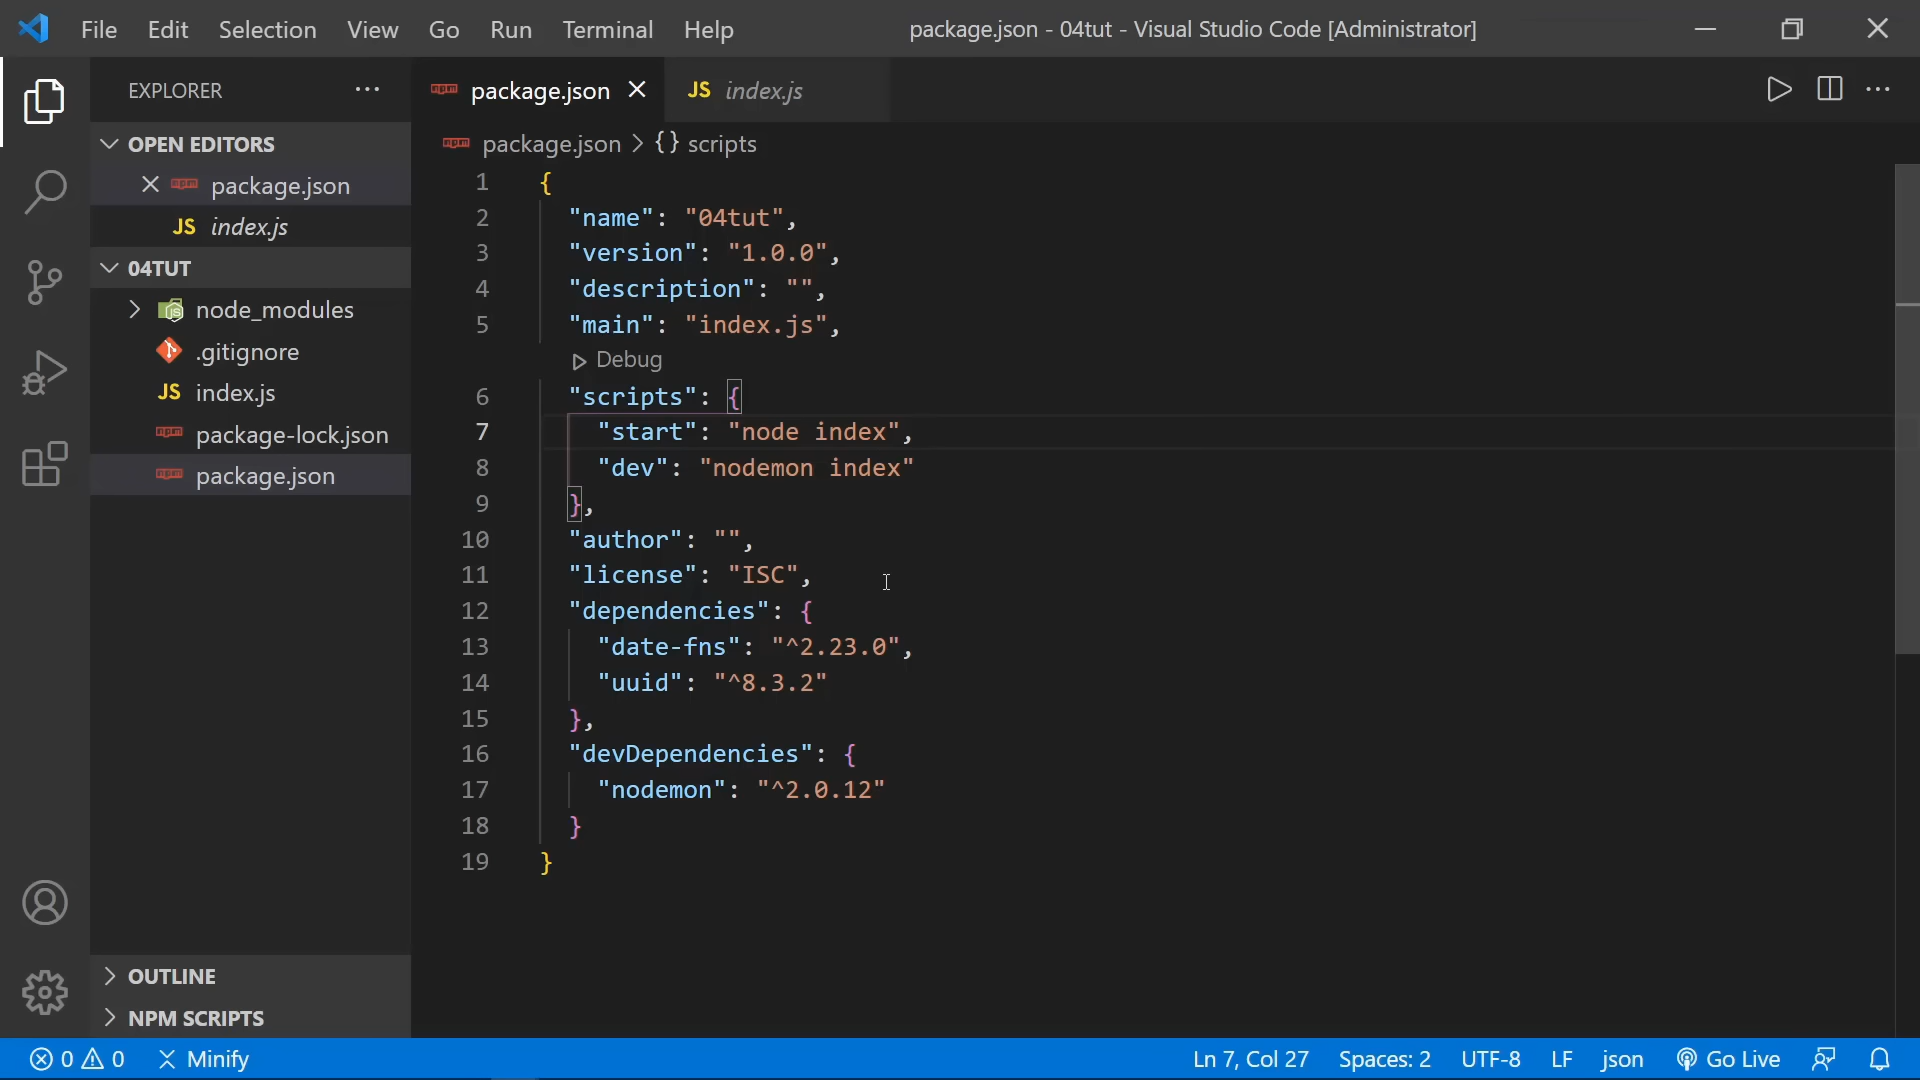 File Edit Selection View Go Run Terminal Help
package.json - 04tut - Visual Studio Code [Administrator]
EXPLORER ...
OPEN EDITORS
package.json
JS index.js
04TUT
node_modules
.gitignore
JS index.js
package-lock.json
package.json
OUTLINE
NPM SCRIPTS
package.json
JS index.js
package.json > {} scripts
1 {
2 "name": "04tut",
3 "version": "1.0.0",
4 "description": "",
5 "main": "index.js",
Debug
6 "scripts": {
7 "start": "node index",
8 "dev": "nodemon index"
9 },
10 "author": "",
11 "license": "ISC",
12 "dependencies": {
13 "date-fns": "^2.23.0",
14 "uuid": "^8.3.2"
15 },
16 "devDependencies": {
17 "nodemon": "^2.0.12"
18 }
19 }
0 0 Minify
Ln 7, Col 27 Spaces: 2 UTF-8 LF json Go Live